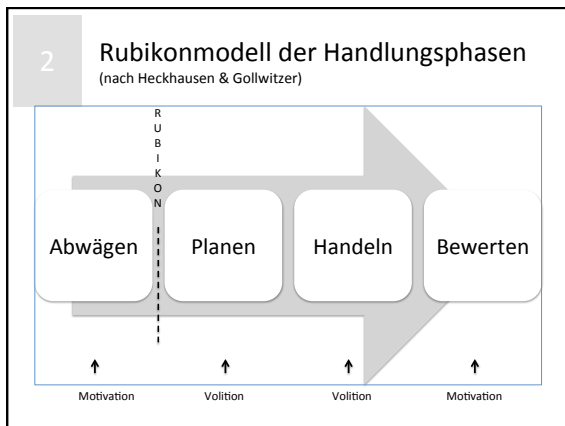 2
Rubikonmodell der Handlungsphasen
(nach Heckhausen & Gollwitzer)
R
U
B
I
K
O
N
Abwägen Planen Handeln Bewerten
Motivation Volition Volition Motivation